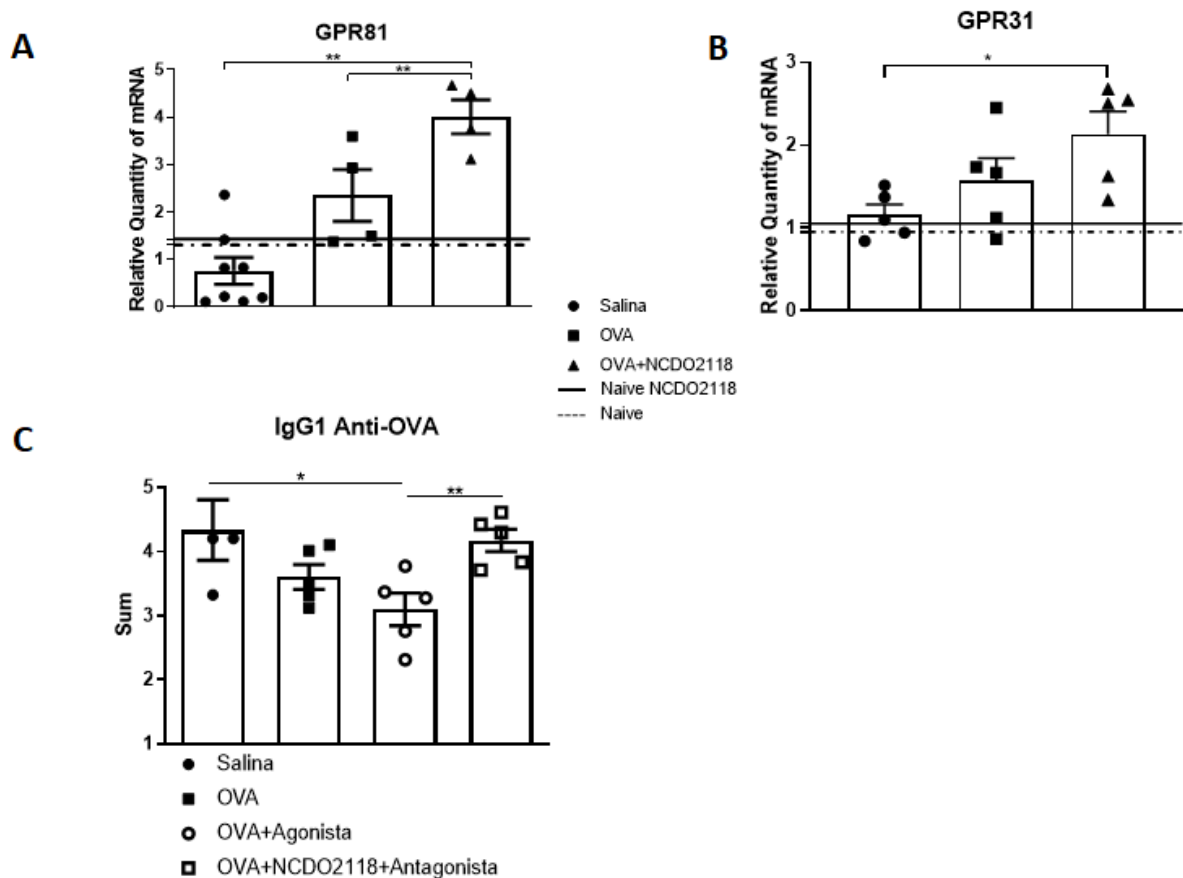 A
GPR81
**
**
Relative Quantity of mRNA
5
4
3
2
1
1
0
B
GPR31
*
Relative Quantity of mRNA
3
2
1
1
0
Salina
OVA
OVA+NCDO2118
Naive NCDO2118
Naive
C
IgG1 Anti-OVA
*
**
Sum
5
4
3
2
1
Salina
OVA
OVA+Agonista
OVA+NCDO2118+Antagonista